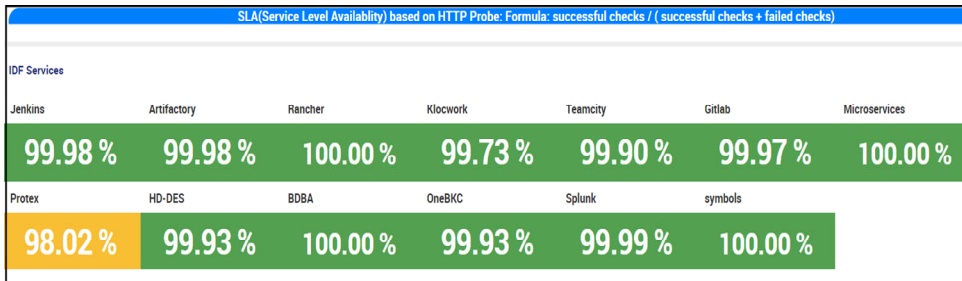 SLA(Service Level Availablity) based on HTTP Probe: Formula: successful checks / ( successful checks + failed checks)
IDF Services
Jenkins Artifactory Rancher Klocwork Teamcity Gitlab Microservices
99.98 % 99.98 % 100.00 % 99.73 % 99.90 % 99.97 % 100.00 %
Protex HD-DES BDBA OneBKC Splunk symbols
98.02 % 99.93 % 100.00 % 99.93 % 99.99 % 100.00 %